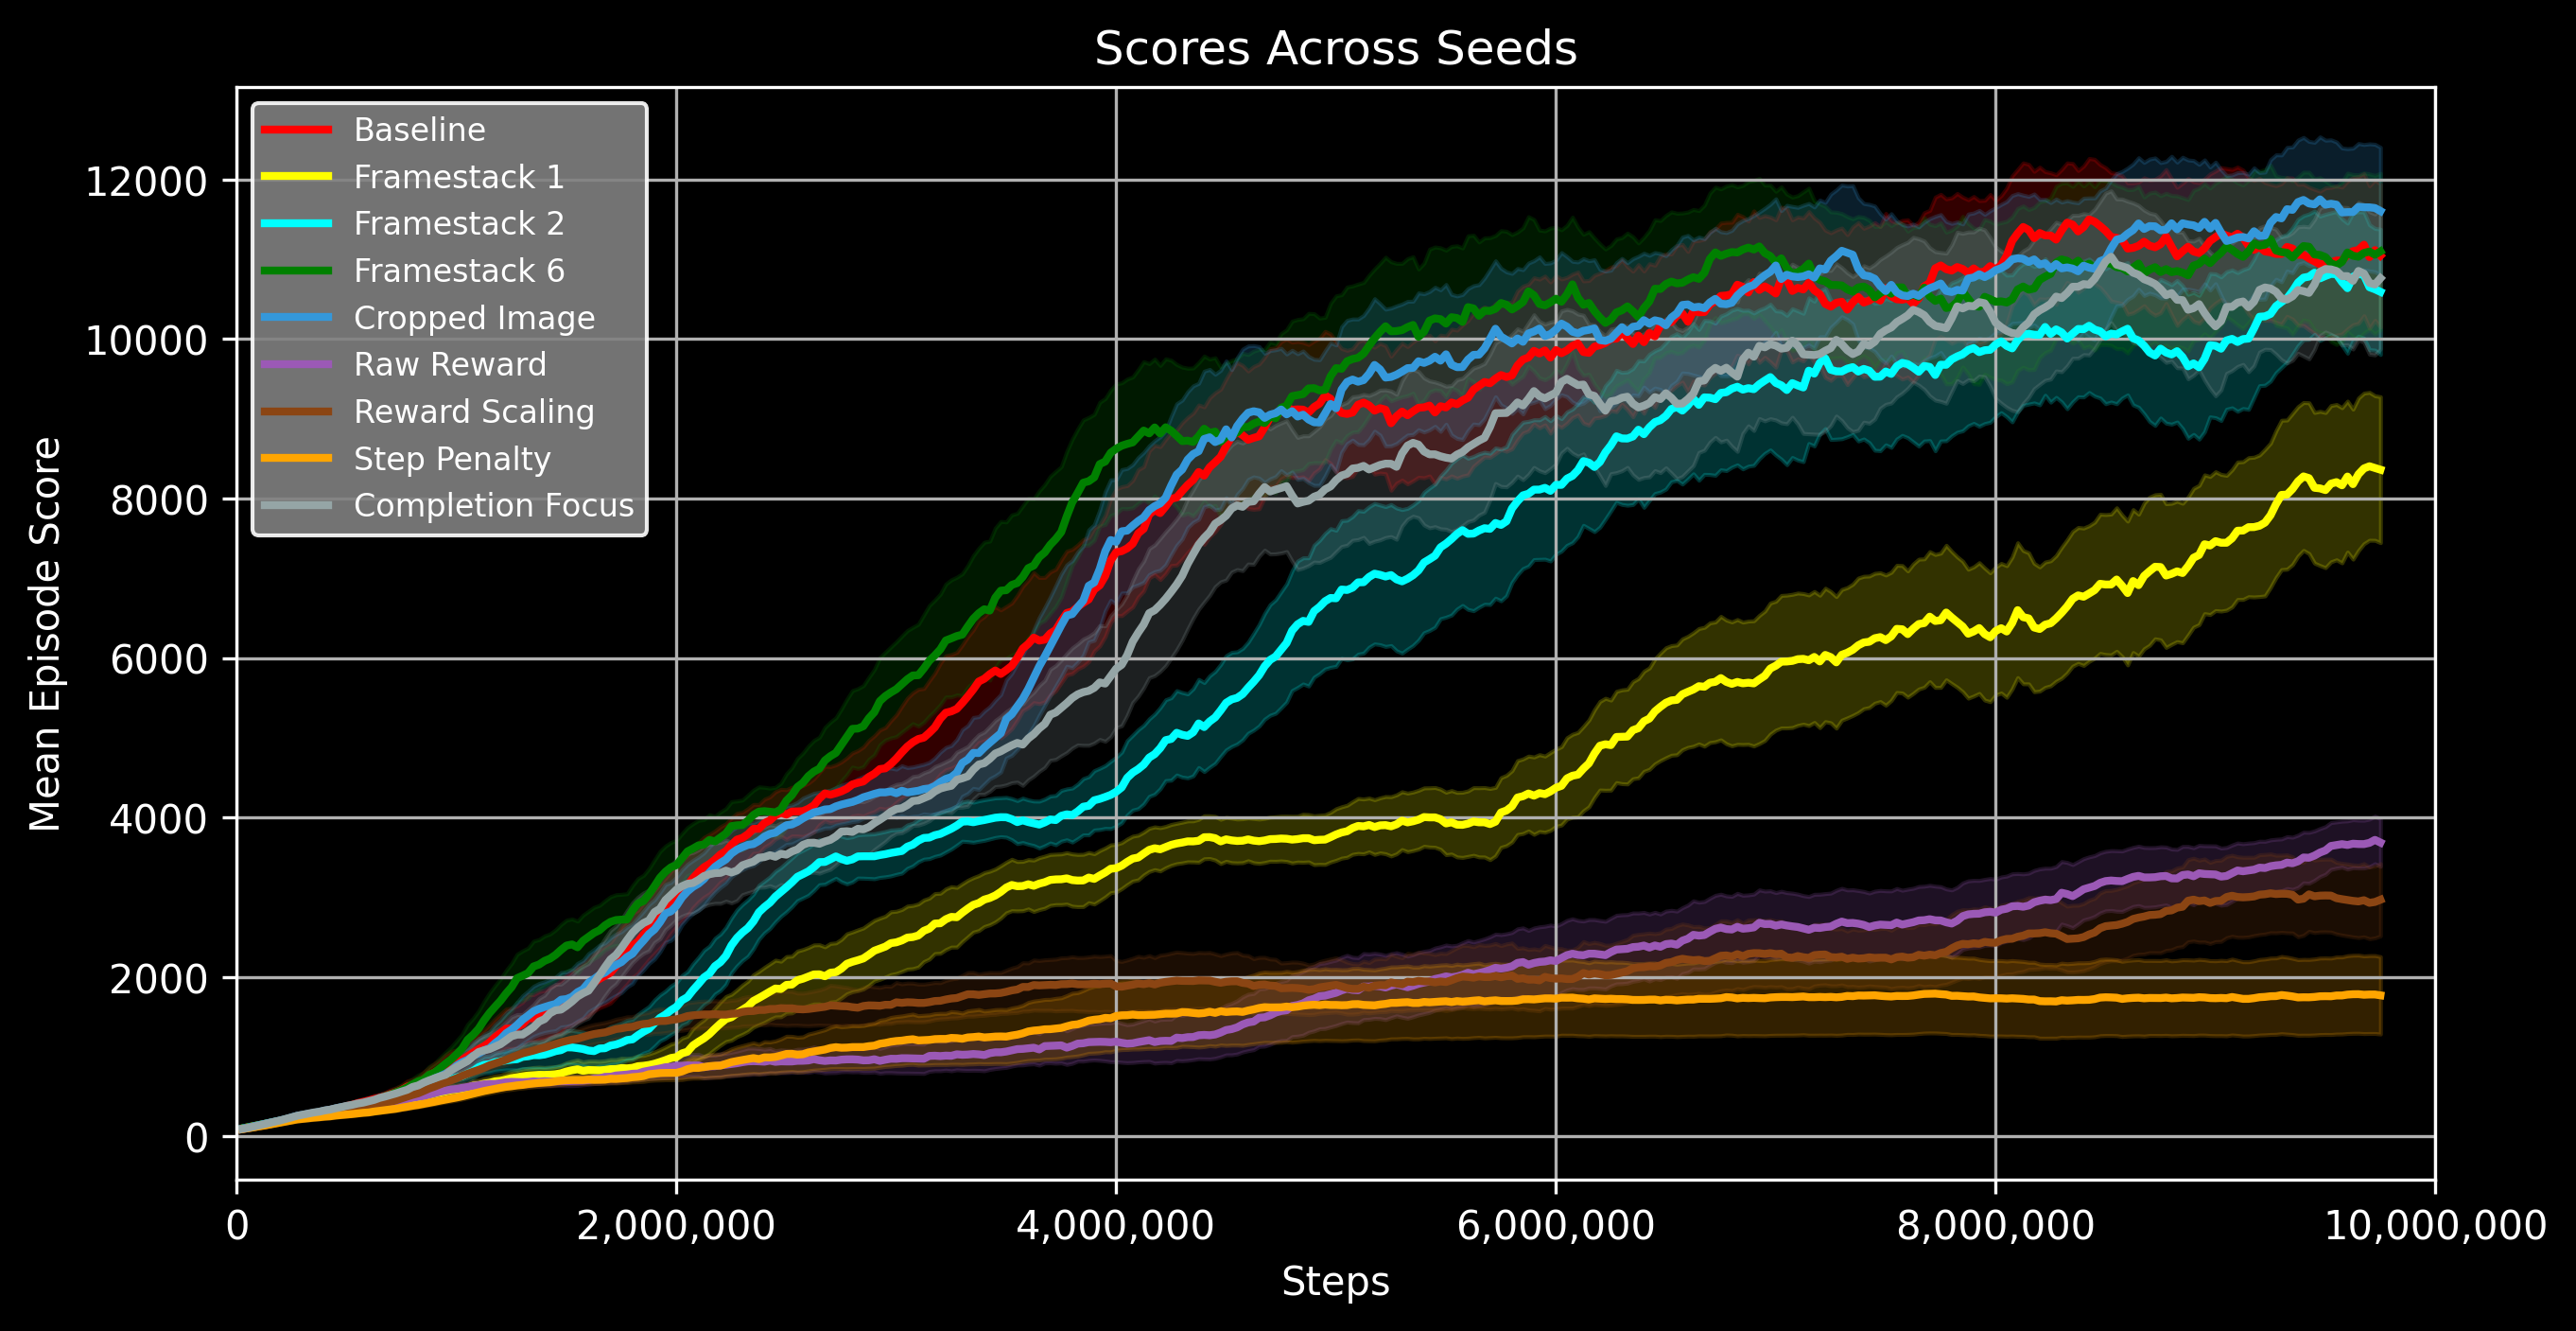 Scores Across Seeds
Baseline
Framestack 1
Framestack 2
Framestack 6
Cropped Image
Raw Reward
Reward Scaling
Step Penalty
Completion Focus
Mean Episode Score
12000
10000
8000
6000
4000
2000
0
0 2,000,000 4,000,000 6,000,000 8,000,000 10,000,000
Steps